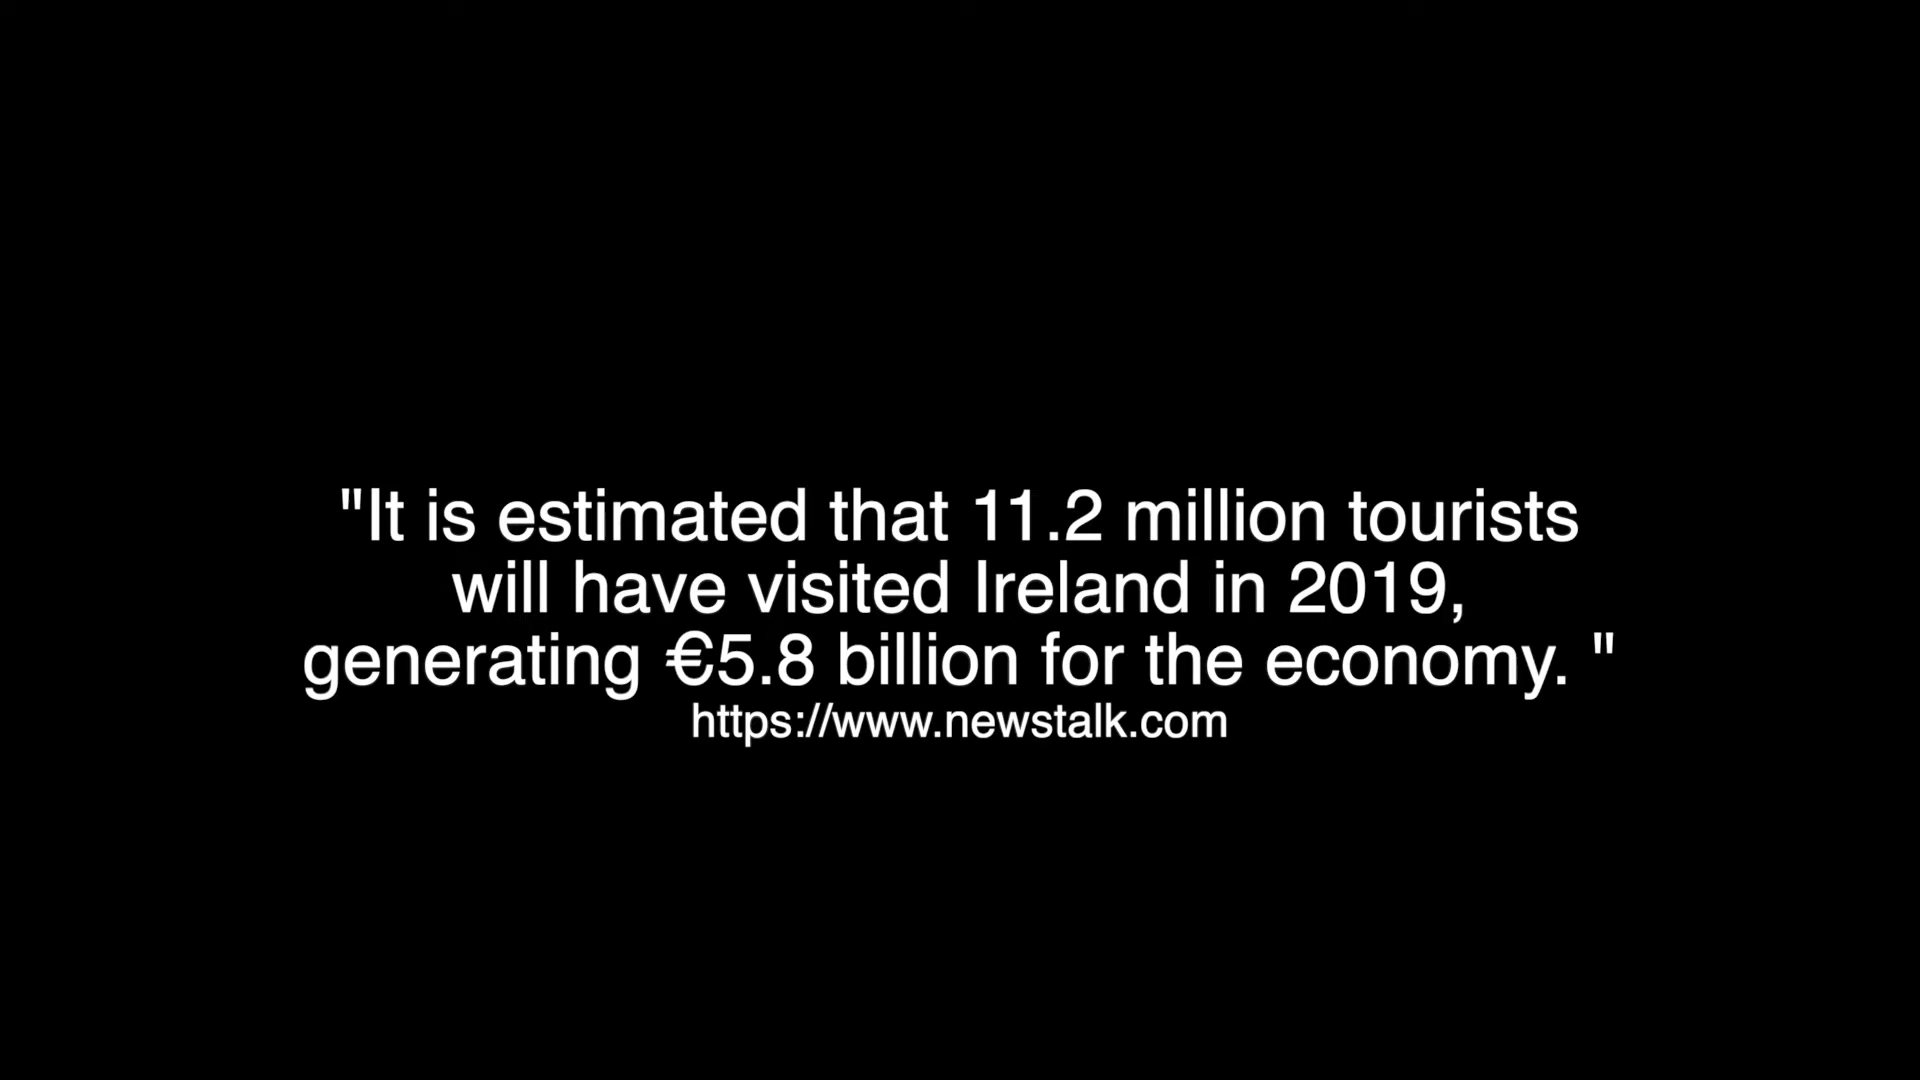 "It is estimated that 11.2 million tourists
will have visited Ireland in 2019,
generating €5.8 billion for the economy. "
https://www.newstalk.com